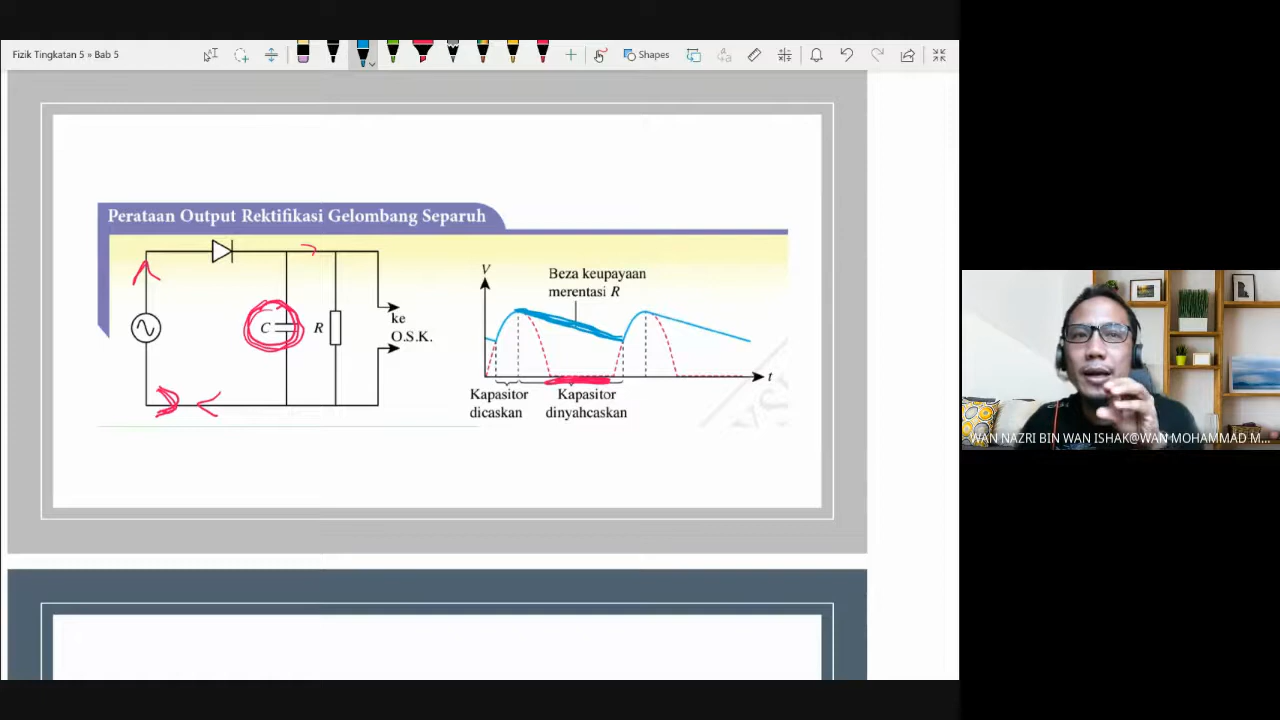 Fizik Tingkatan 5 » Bab 5
Shapes
Perataan Output Rektifikasi Gelombang Separuh
C
R
ke
O.S.K.
V
Beza keupayaan
merentasi R
t
Kapasitor
dicaskan
Kapasitor
dinyahcaskan
WAN NAZRI BIN WAN ISHAK@WAN MOHAMMAD M...